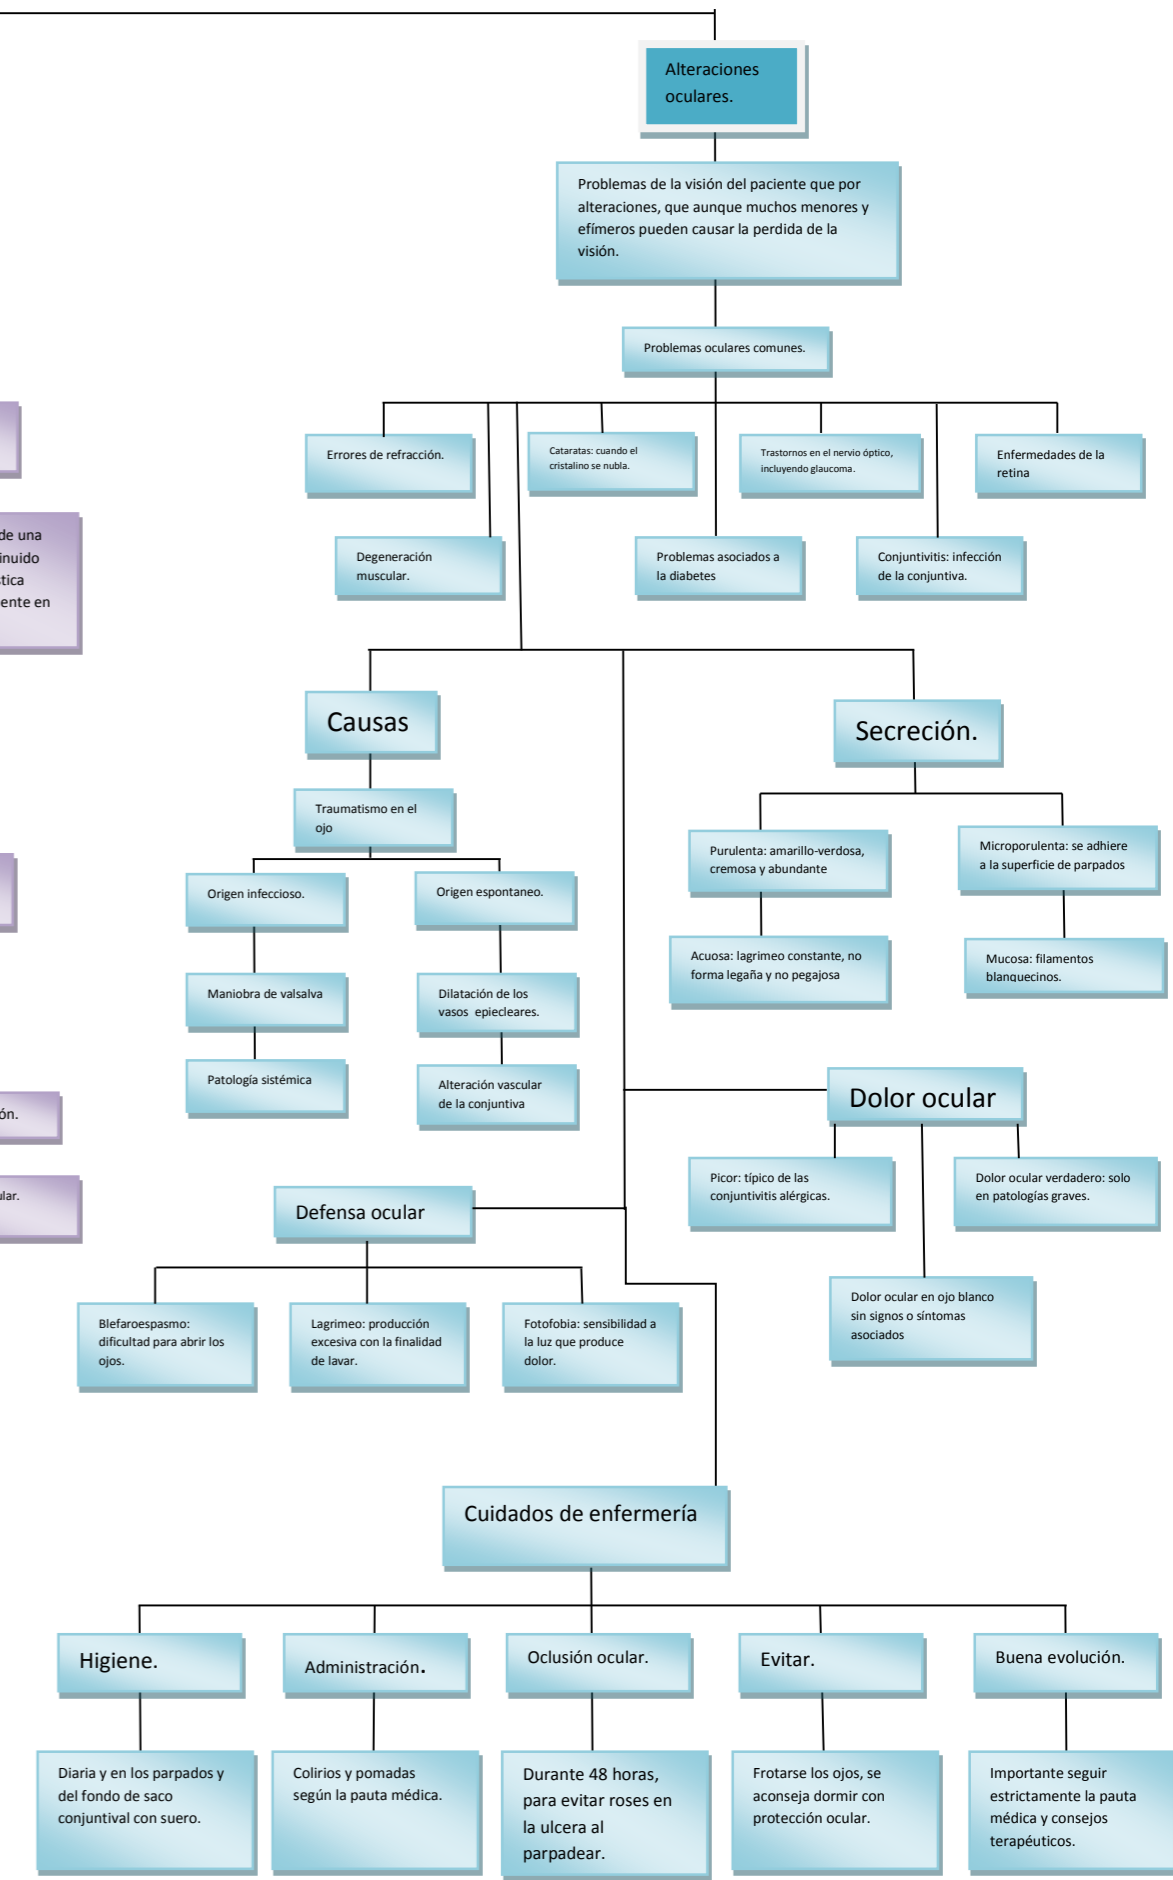 Alteraciones
oculares.
Problemas de la visión del paciente que por
alteraciones, que aunque muchos menores y
efímeros pueden causar la perdida de la
visión.
Problemas oculares comunes.
Errores de refracción.
Cataratas: cuando el
cristalino se nubla.
Trastornos en el nervio óptico,
incluyendo glaucoma.
Enfermedades de la
retina
de una
inuido
stica
ente en
Degeneración
muscular.
Problemas asociados a
la diabetes
Conjuntivitis: infección
de la conjuntiva.
Causas
Secreción.
Traumatismo en el
ojo
Purulenta: amarillo-verdosa,
cremosa y abundante
Microporulenta: se adhiere
a la superficie de parpados
Origen infeccioso.
Origen espontaneo.
Acuosa: lagrimeo constante, no
forma legaña y no pegajosa
Mucosa: filamentos
blanquecinos.
Maniobra de valsalva
Dilatación de los
vasos epiecleares.
Patología sistémica
Alteración vascular
de la conjuntiva
Dolor ocular
ón.
Picor: típico de las
conjuntivitis alérgicas.
Dolor ocular verdadero: solo
en patologías graves.
ular.
Defensa ocular
Dolor ocular en ojo blanco
sin signos o síntomas
asociados
Blefaroespasmo:
dificultad para abrir los
ojos.
Lagrimeo: producción
excesiva con la finalidad
de lavar.
Fotofobia: sensibilidad a
la luz que produce
dolor.
Cuidados de enfermería
Higiene.
Administración.
Oclusión ocular.
Evitar.
Buena evolución.
Diaria y en los parpados y
del fondo de saco
conjuntival con suero.
Colirios y pomadas
según la pauta médica.
Durante 48 horas,
para evitar roses en
la ulcera al
parpadear.
Frotarse los ojos, se
aconseja dormir con
protección ocular.
Importante seguir
estrictamente la pauta
médica y consejos
terapéuticos.